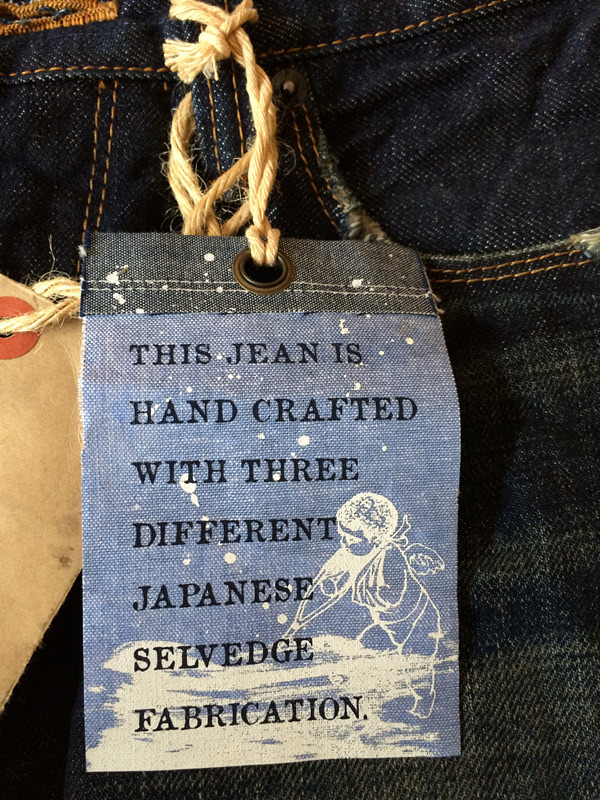 THIS JEAN IS
HAND CRAFTED
WITH THREE
DIFFERENT
JAPANESE
SELVEDGE
FABRICATION.